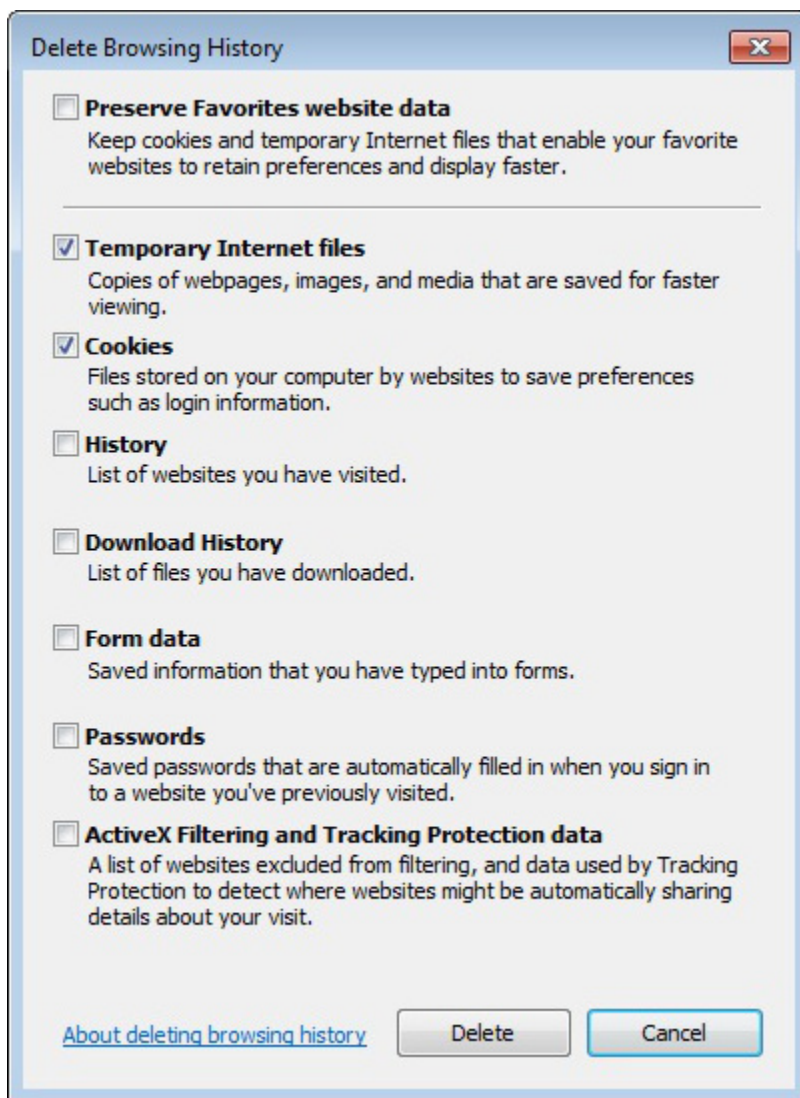 Delete Browsing History
Preserve Favorites website data
Keep cookies and temporary Internet files that enable your favorite
websites to retain preferences and display faster.
Temporary Internet files
Copies of webpages, images, and media that are saved for faster
viewing.
Cookies
Files stored on your computer by websites to save preferences
such as login information.
History
List of websites you have visited.
Download History
List of files you have downloaded.
Form data
Saved information that you have typed into forms.
Passwords
Saved passwords that are automatically filled in when you sign in
to a website you've previously visited.
ActiveX Filtering and Tracking Protection data
A list of websites excluded from filtering, and data used by Tracking
Protection to detect where websites might be automatically sharing
details about your visit.
About deleting browsing history Delete Cancel